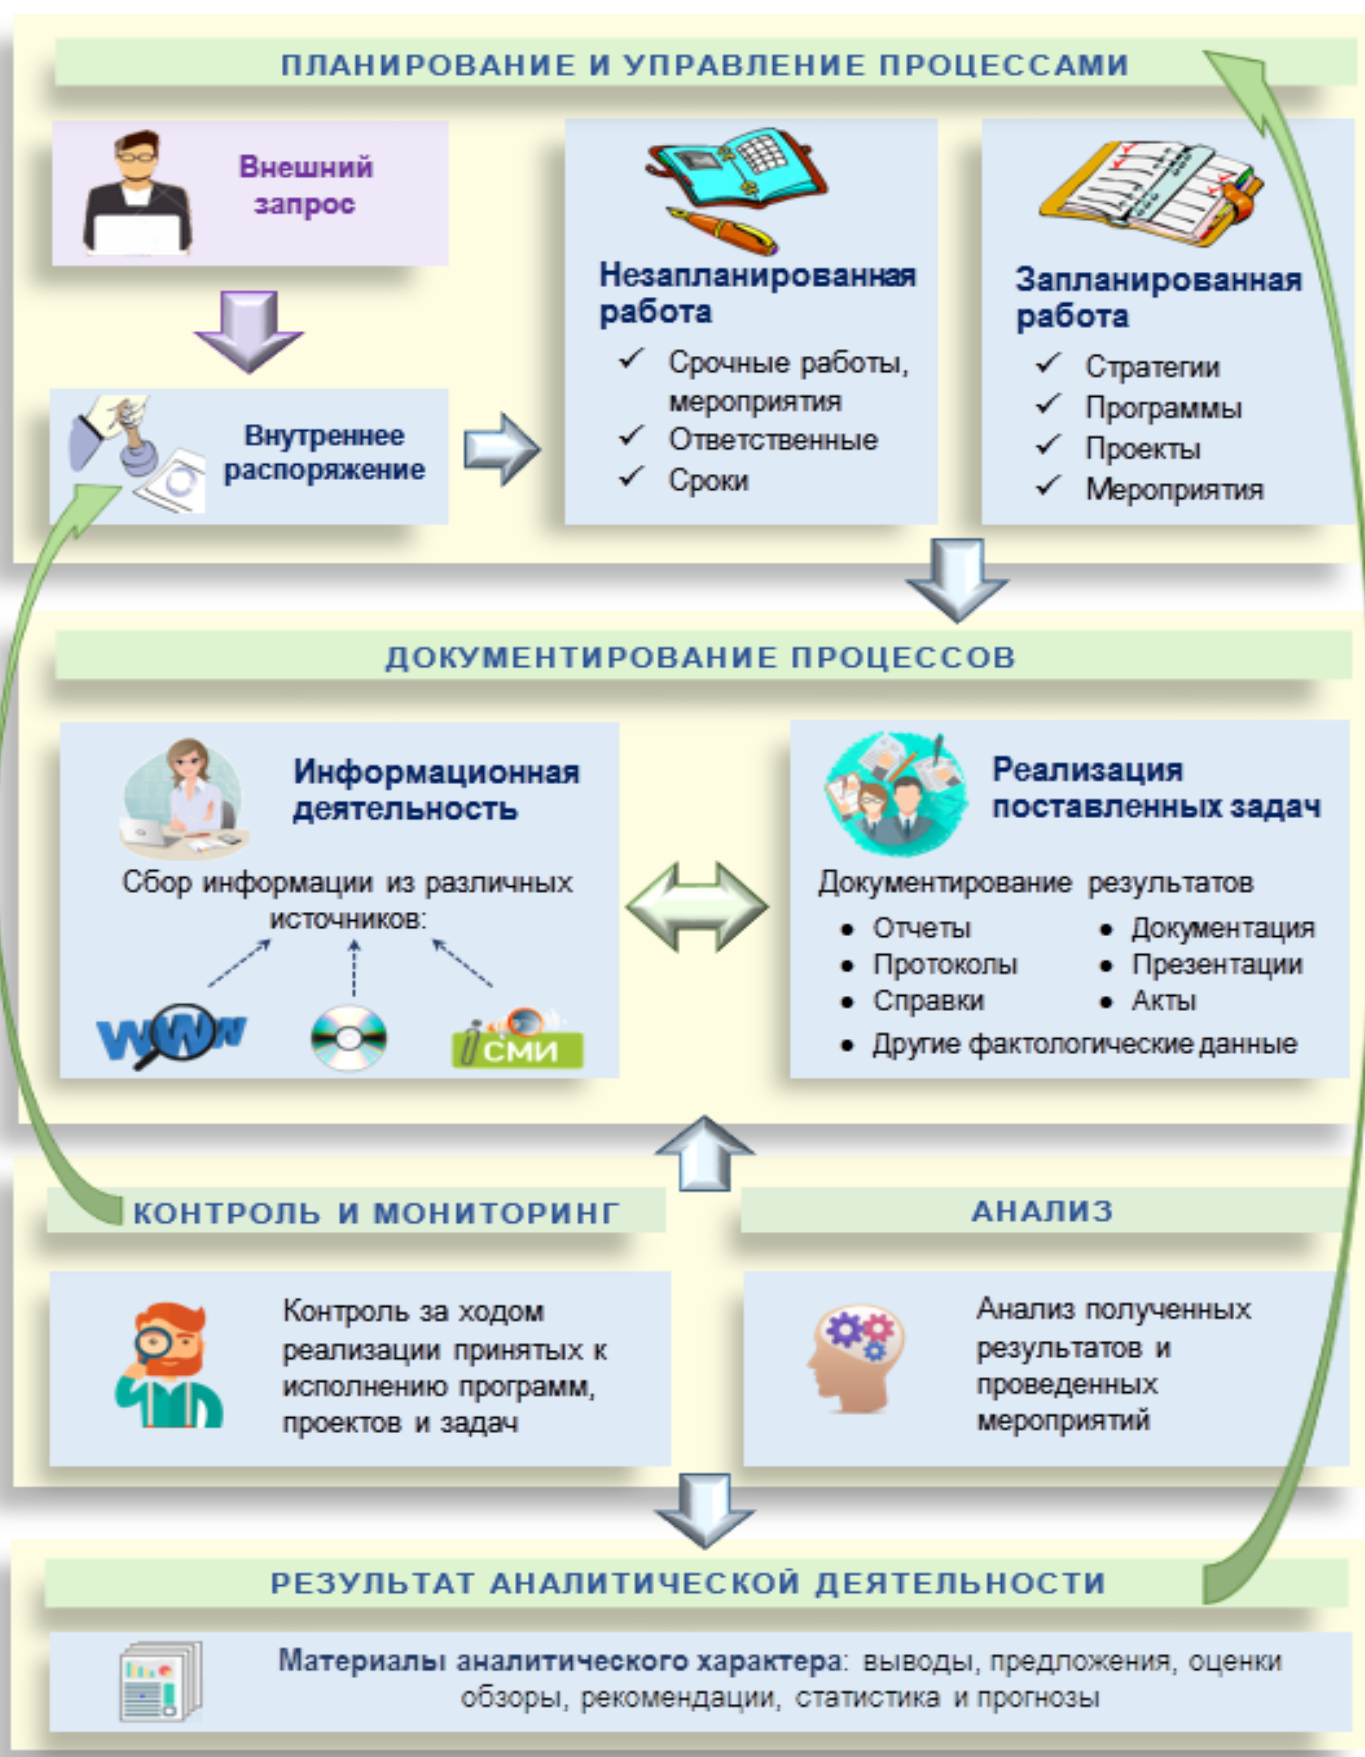 ПЛАНИРОВАНИЕ И УПРАВЛЕНИЕ ПРОЦЕССАМИ
Внешний
запрос
Внутреннее
распоряжение
Незапланированная
работа
✓ Срочные работы,
мероприятия
✓ Ответственные
✓ Сроки
Запланированная
работа
✓ Стратегии
✓ Программы
✓ Проекты
✓ Мероприятия
ДОКУМЕНТИРОВАНИЕ ПРОЦЕССОВ
Информационная
деятельность
Сбор информации из различных
источников:
www
СМИ
Реализация
поставленных задач
Документирование результатов
● Отчеты
● Протоколы
● Справки
● Документация
● Презентации
● Акты
● Другие фактологические данные
КОНТРОЛЬ И МОНИТОРИНГ
Контроль за ходом
реализации принятых к
исполнению программ,
проектов и задач
АНАЛИЗ
Анализ полученных
результатов и
проведенных
мероприятий
РЕЗУЛЬТАТ АНАЛИТИЧЕСКОЙ ДЕЯТЕЛЬНОСТИ
Материалы аналитического характера: выводы, предложения, оценки
обзоры, рекомендации, статистика и прогнозы